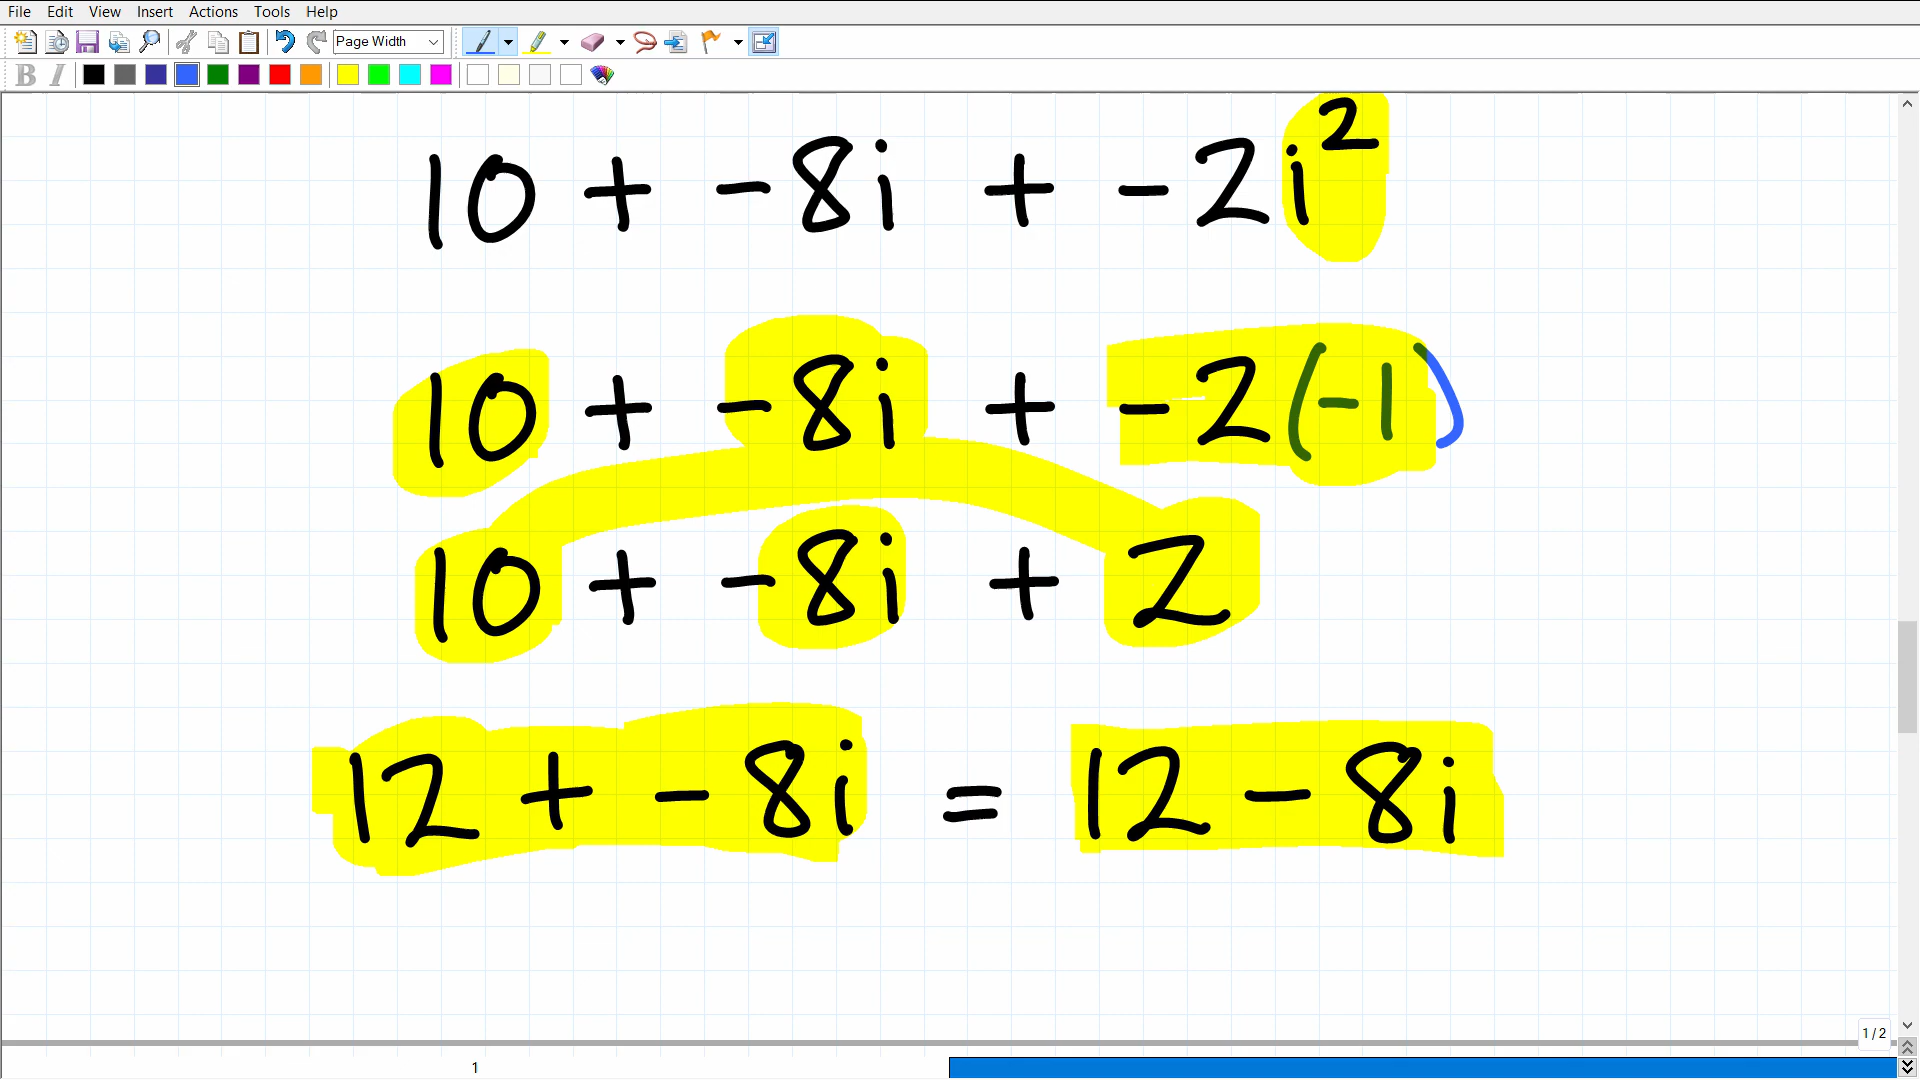 File Edit View Insert Actions Tools Help
Page Width
B I
10 + -8i + -2i²
10 + -8i + -2(-1)
10 + -8i + 2
12 + -8i = 12 - 8i
1/2
1